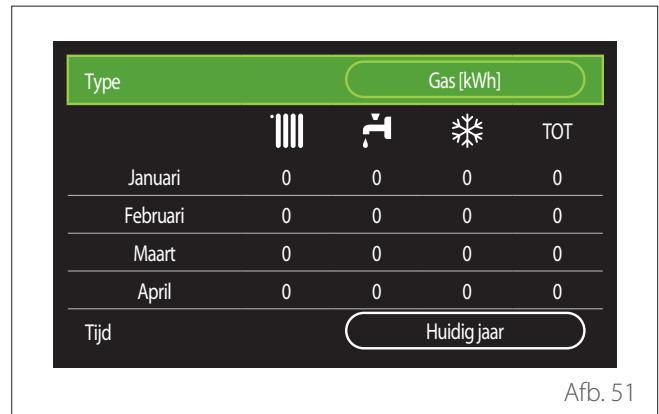 Type Gas [kWh]
TOT
Januari 0 0 0 0
Februari 0 0 0 0
Maart 0 0 0 0
April 0 0 0 0
Tijd Huidig jaar
Afb. 51